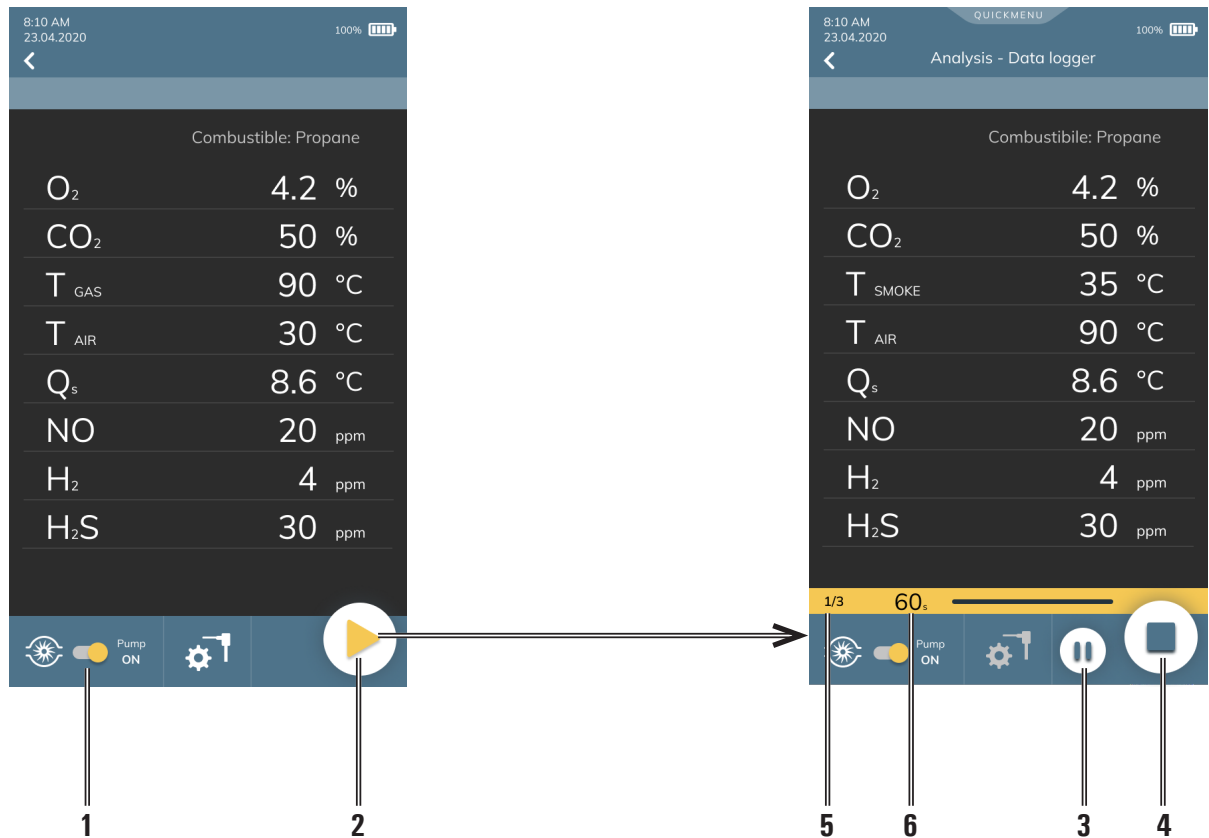 8:10 AM
23.04.2020
100%
Combustible: Propane
O₂ 4.2 %
CO₂ 50 %
T GAS 90 °C
T AIR 30 °C
Qs 8.6 °C
NO 20 ppm
H₂ 4 ppm
H₂S 30 ppm
Pump
ON
1
2
QUICKMENU
8:10 AM
23.04.2020
100%
Analysis - Data logger
Combustibile: Propane
O₂ 4.2 %
CO₂ 50 %
T SMOKE 35 °C
T AIR 90 °C
Qs 8.6 °C
NO 20 ppm
H₂ 4 ppm
H₂S 30 ppm
1/3 60s
Pump
ON
5 6 3 4